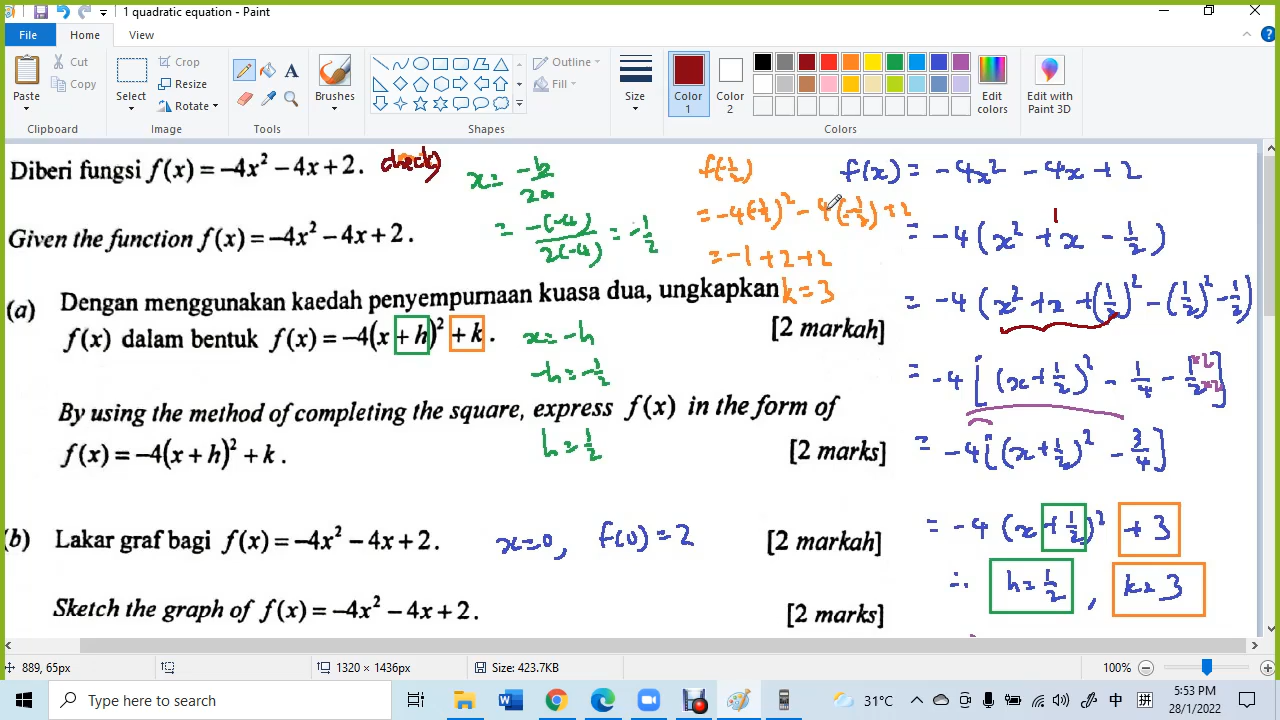 1 quadratic equation - Paint
File Home View
Paste
Cut
Copy
Clipboard
Select
Crop
Resize
Rotate
Image
A
Tools
Brushes
Outline
Fill
Shapes
Size
Color 1
Color 2
Edit colors
Edit with Paint 3D
Colors
Diberi fungsi f(x) = −4x² − 4x + 2.
check
Given the function f(x) = −4x² − 4x + 2.
x = -b/2a
= -(-4)/2(-4) = -1/2
f(-1/2)
= -4(-1/2)² - 4(-1/2) + 2
= -1 + 2 + 2
k = 3
(a) Dengan menggunakan kaedah penyempurnaan kuasa dua, ungkapkan
f(x) dalam bentuk f(x) = −4(x + h)² + k. [2 markah]
x = -h
-h = -1/2
h = 1/2
By using the method of completing the square, express f(x) in the form of
f(x) = −4(x + h)² + k. [2 marks]
(b) Lakar graf bagi f(x) = −4x² − 4x + 2. [2 markah]
x=0, f(0) = 2
Sketch the graph of f(x) = −4x² − 4x + 2. [2 marks]
f(x) = -4x² - 4x + 2
1
= -4(x² + x - 1/2)
= -4(x² + x + (1/2)² - (1/2)² - 1/2)
= -4[(x + 1/2)² - 1/4 - 1×2/2×2]
= -4[(x + 1/2)² - 3/4]
= -4(x + 1/2)² + 3
∴ h = 1/2, k = 3
889, 65px
1320 × 1436px
Size: 423.7KB
100%
Type here to search
31°C
中
拼
5:53 PM
28/1/2022